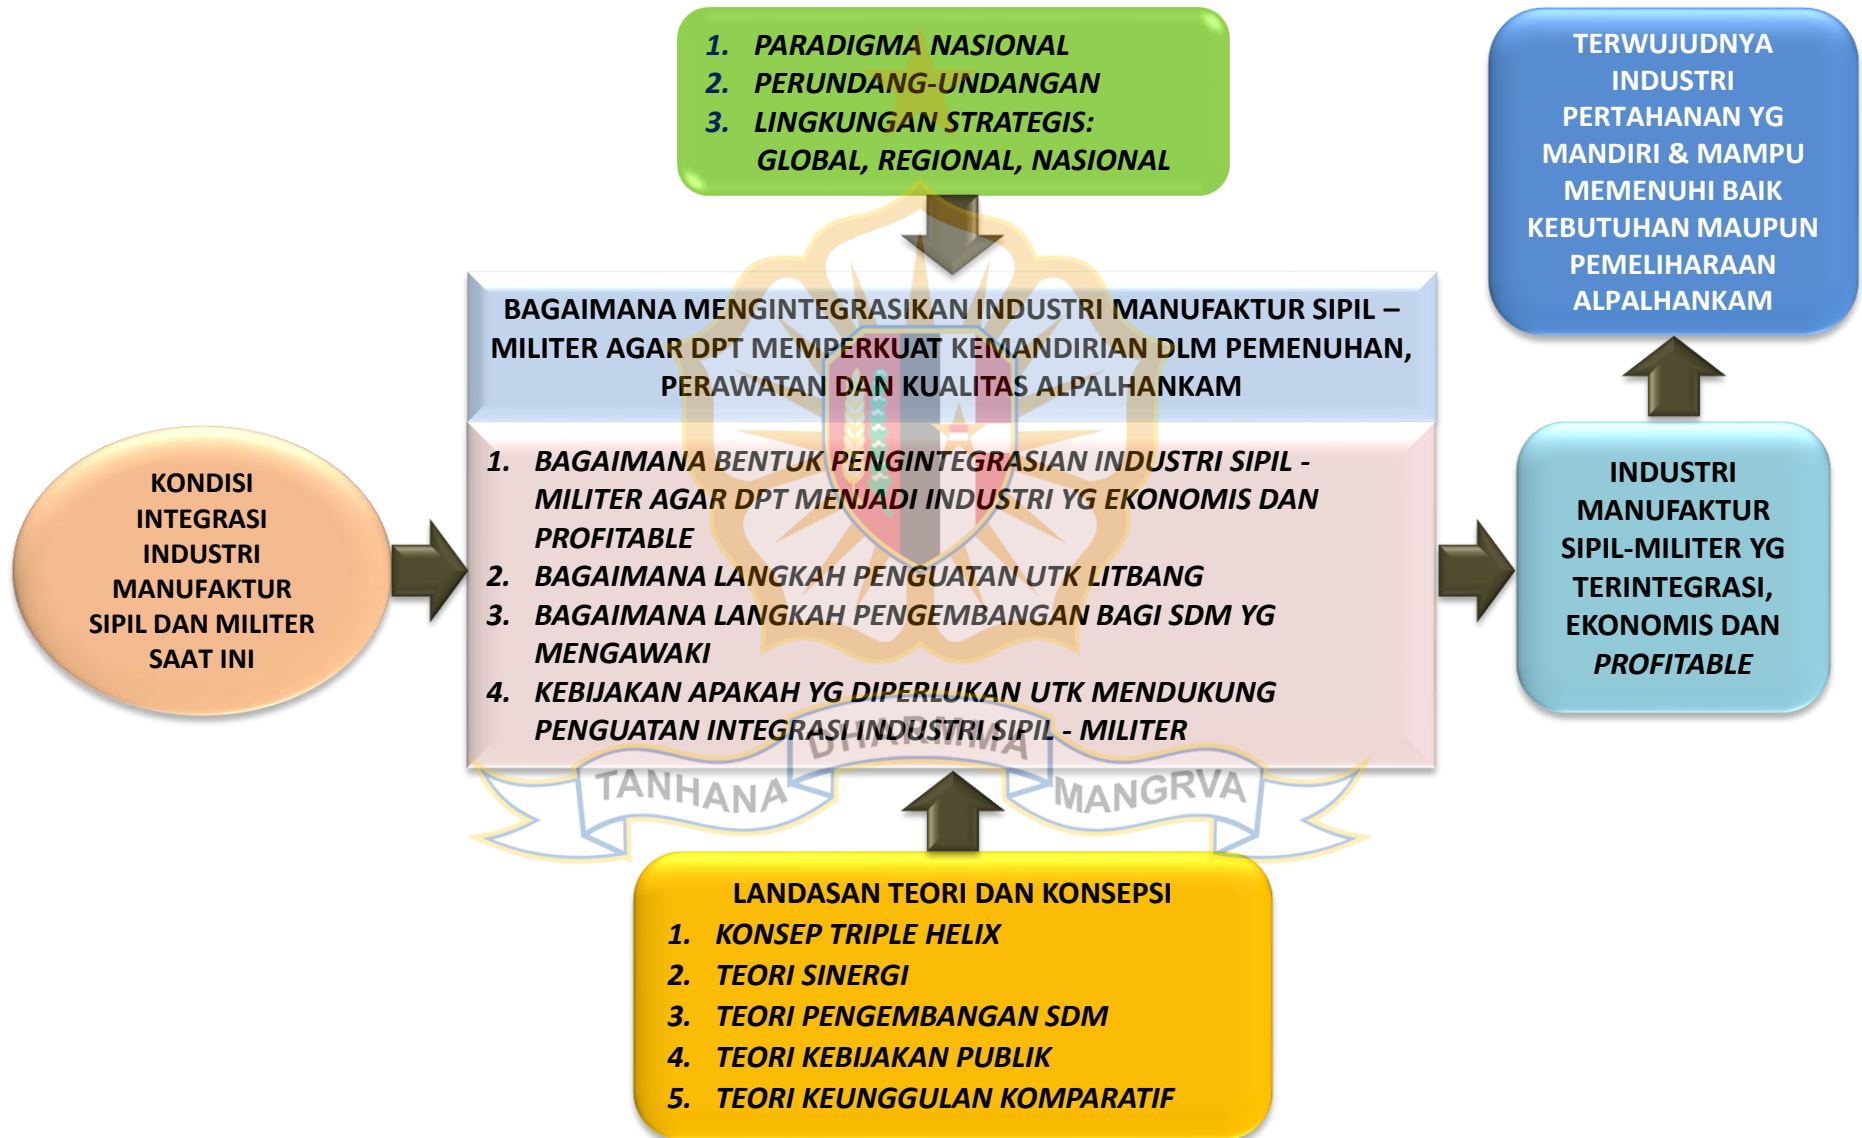 1. PARADIGMA NASIONAL
2. PERUNDANG-UNDANGAN
3. LINGKUNGAN STRATEGIS:
GLOBAL, REGIONAL, NASIONAL
TERWUJUDNYA
INDUSTRI
PERTAHANAN YG
MANDIRI & MAMPU
MEMENUHI BAIK
KEBUTUHAN MAUPUN
PEMELIHARAAN
ALPALHANKAM
BAGAIMANA MENGINTEGRASIKAN INDUSTRI MANUFAKTUR SIPIL –
MILITER AGAR DPT MEMPERKUAT KEMANDIRIAN DLM PEMENUHAN,
PERAWATAN DAN KUALITAS ALPALHANKAM
KONDISI
INTEGRASI
INDUSTRI
MANUFAKTUR
SIPIL DAN MILITER
SAAT INI
1. BAGAIMANA BENTUK PENGINTEGRASIAN INDUSTRI SIPIL -
MILITER AGAR DPT MENJADI INDUSTRI YG EKONOMIS DAN
PROFITABLE
2. BAGAIMANA LANGKAH PENGUATAN UTK LITBANG
3. BAGAIMANA LANGKAH PENGEMBANGAN BAGI SDM YG
MENGAWAKI
4. KEBIJAKAN APAKAH YG DIPERLUKAN UTK MENDUKUNG
PENGUATAN INTEGRASI INDUSTRI SIPIL - MILITER
INDUSTRI
MANUFAKTUR
SIPIL-MILITER YG
TERINTEGRASI,
EKONOMIS DAN
PROFITABLE
TANHANA DHARMMA MANGRVA
LANDASAN TEORI DAN KONSEPSI
1. KONSEP TRIPLE HELIX
2. TEORI SINERGI
3. TEORI PENGEMBANGAN SDM
4. TEORI KEBIJAKAN PUBLIK
5. TEORI KEUNGGULAN KOMPARATIF